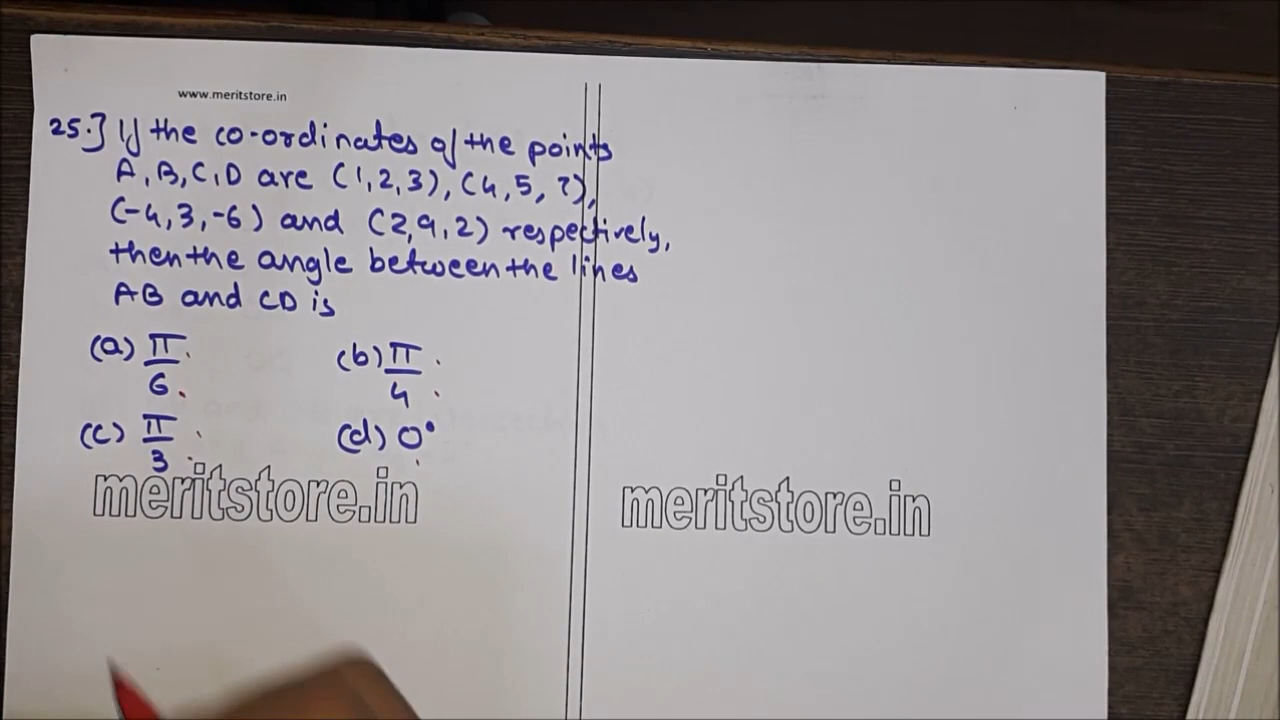 www.meritstore.in
25.] If the co-ordinates of the points
A, B, C, D are (1, 2, 3), (4, 5, 7),
(-4, 3, -6) and (2, 9, 2) respectively,
then the angle between the lines
AB and CD is
(a) π/6. (b) π/4.
(c) π/3. (d) 0°
meritstore.in meritstore.in